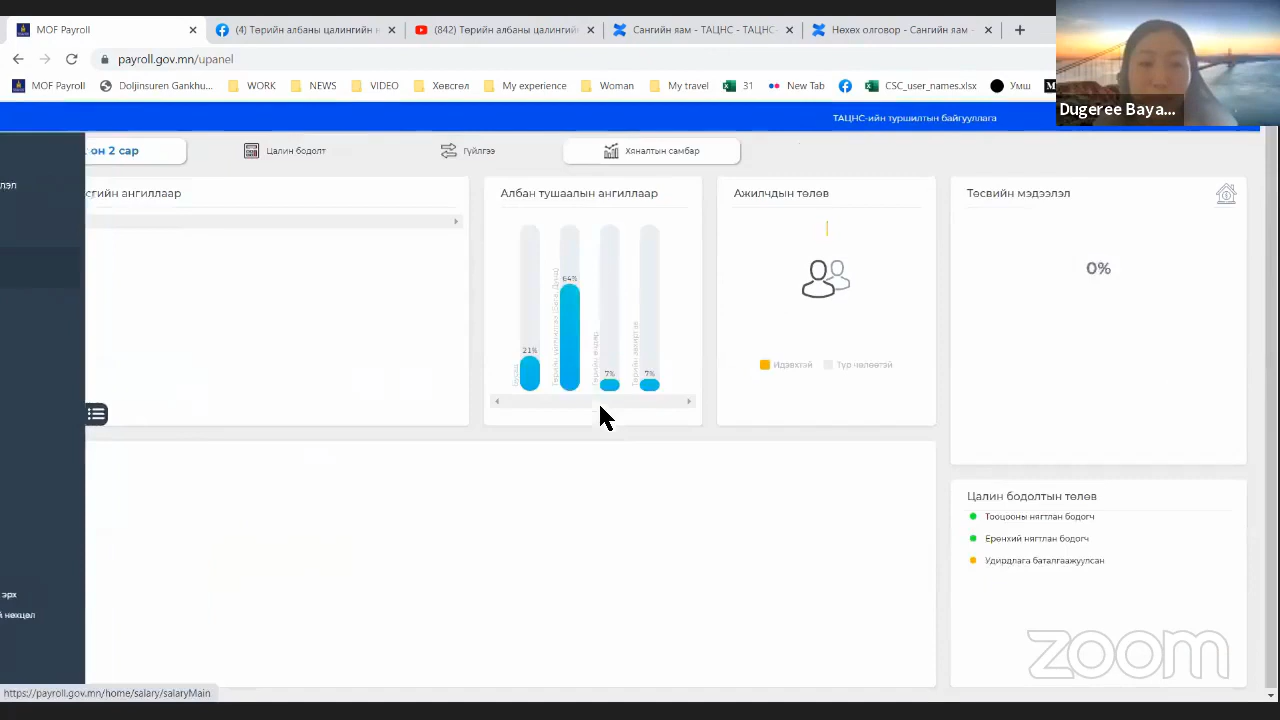 MOF Payroll
(4) Төрийн албаны цалингийн н
(842) Төрийн албаны цалингийн
Сангийн яам - ТАЦНС - ТАЦНС-
Нөхөх олговор - Сангийн яам -
payroll.gov.mn/upanel
MOF Payroll
Doljinsuren Gankhu...
WORK
NEWS
VIDEO
Хөвсгөл
My experience
Woman
My travel
31
New Tab
CSC_user_names.xlsx
Умш
Dugeree Baya...
ТАЦНС-ийн туршилтын байгууллага
он 2 сар
Цалин бодолт
Гүйлгээ
Хяналтын самбар
лэл
сгийн ангиллаар
Албан тушаалын ангиллаар
Ажилчдын төлөв
Төсвийн мэдээлэл
21%
64%
7%
7%
0%
Идэвхтэй
Түр чөлөөтэй
Цалин бодолтын төлөв
Тооцооны нягтлан бодогч
Ерөнхий нягтлан бодогч
Удирдлага баталгаажуулсан
эрх
й нөхцөл
zoom
https://payroll.gov.mn/home/salary/salaryMain